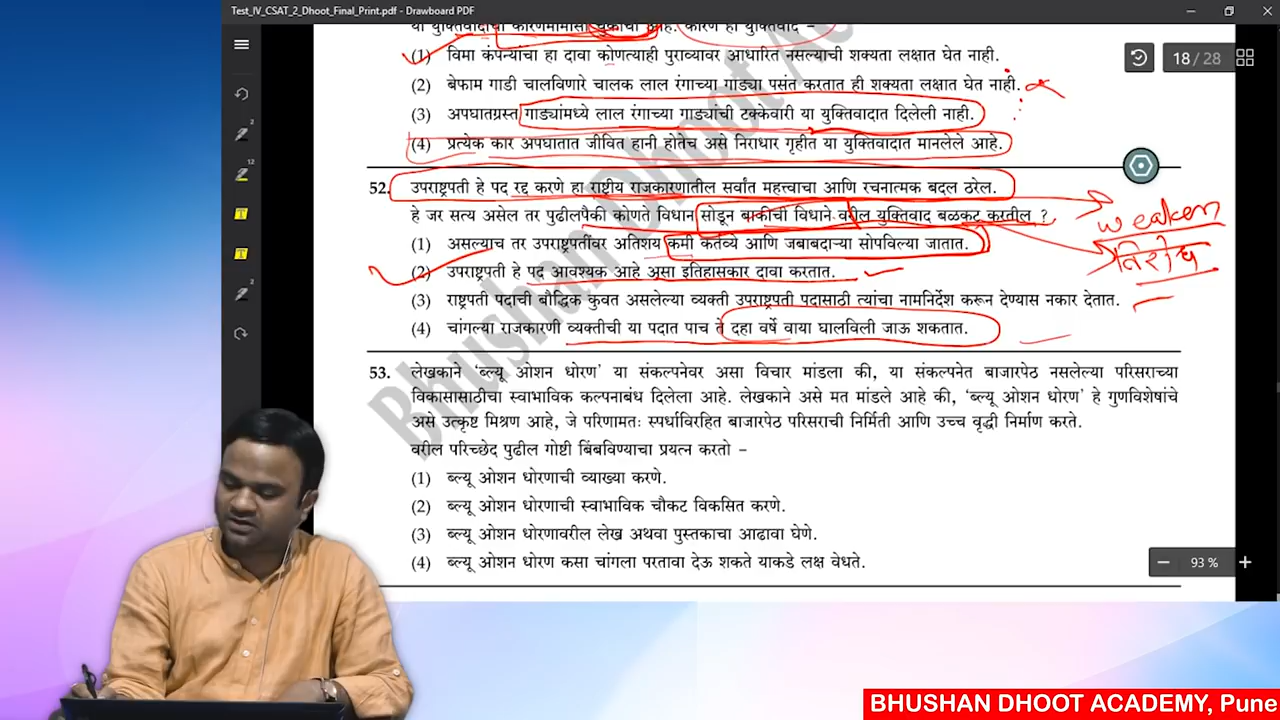 Test_IV_CSAT_2_Dhoot_Final_Print.pdf - Drawboard PDF
या युक्तिवादाची कारणमीमांसा चुकीची आहे. कारण हा युक्तिवाद -
(1) विमा कंपन्यांचा हा दावा कोणत्याही पुराव्यावर आधारित नसल्याची शक्यता लक्षात घेत नाही.
(2) बेफाम गाडी चालविणारे चालक लाल रंगाच्या गाड्या पसंत करतात ही शक्यता लक्षात घेत नाही.
(3) अपघातग्रस्त गाड्यांमध्ये लाल रंगाच्या गाड्यांची टक्केवारी या युक्तिवादात दिलेली नाही.
(4) प्रत्येक कार अपघातात जीवित हानी होतेच असे निराधार गृहीत या युक्तिवादात मानलेले आहे.
18 / 28
52. उपराष्ट्रपती हे पद रद्द करणे हा राष्ट्रीय राजकारणातील सर्वांत महत्त्वाचा आणि रचनात्मक बदल ठरेल.
हे जर सत्य असेल तर पुढीलपैकी कोणते विधान सोडून बाकीची विधाने वरील युक्तिवाद बळकट करतील ?
weaken
(1) असल्याच तर उपराष्ट्रपतींवर अतिशय कमी कर्तव्ये आणि जबाबदाऱ्या सोपविल्या जातात.
विरोध
(2) उपराष्ट्रपती हे पद आवश्यक आहे असा इतिहासकार दावा करतात.
(3) राष्ट्रपती पदाची बौद्धिक कुवत असलेल्या व्यक्ती उपराष्ट्रपती पदासाठी त्यांचा नामनिर्देश करून देण्यास नकार देतात.
(4) चांगल्या राजकारणी व्यक्तीची या पदात पाच ते दहा वर्षे वाया घालविली जाऊ शकतात.
53. लेखकाने ‘ब्ल्यू ओशन धोरण’ या संकल्पनेवर असा विचार मांडला की, या संकल्पनेत बाजारपेठ नसलेल्या परिसराच्या
विकासासाठीचा स्वाभाविक कल्पनाबंध दिलेला आहे. लेखकाने असे मत मांडले आहे की, ‘ब्ल्यू ओशन धोरण’ हे गुणविशेषांचे
असे उत्कृष्ट मिश्रण आहे, जे परिणामतः स्पर्धाविरहित बाजारपेठ परिसराची निर्मिती आणि उच्च वृद्धी निर्माण करते.
वरील परिच्छेद पुढील गोष्टी बिंबविण्याचा प्रयत्न करतो -
(1) ब्ल्यू ओशन धोरणाची व्याख्या करणे.
(2) ब्ल्यू ओशन धोरणाची स्वाभाविक चौकट विकसित करणे.
(3) ब्ल्यू ओशन धोरणावरील लेख अथवा पुस्तकाचा आढावा घेणे.
(4) ब्ल्यू ओशन धोरण कसा चांगला परतावा देऊ शकते याकडे लक्ष वेधते.
93 %
BHUSHAN DHOOT ACADEMY, Pune